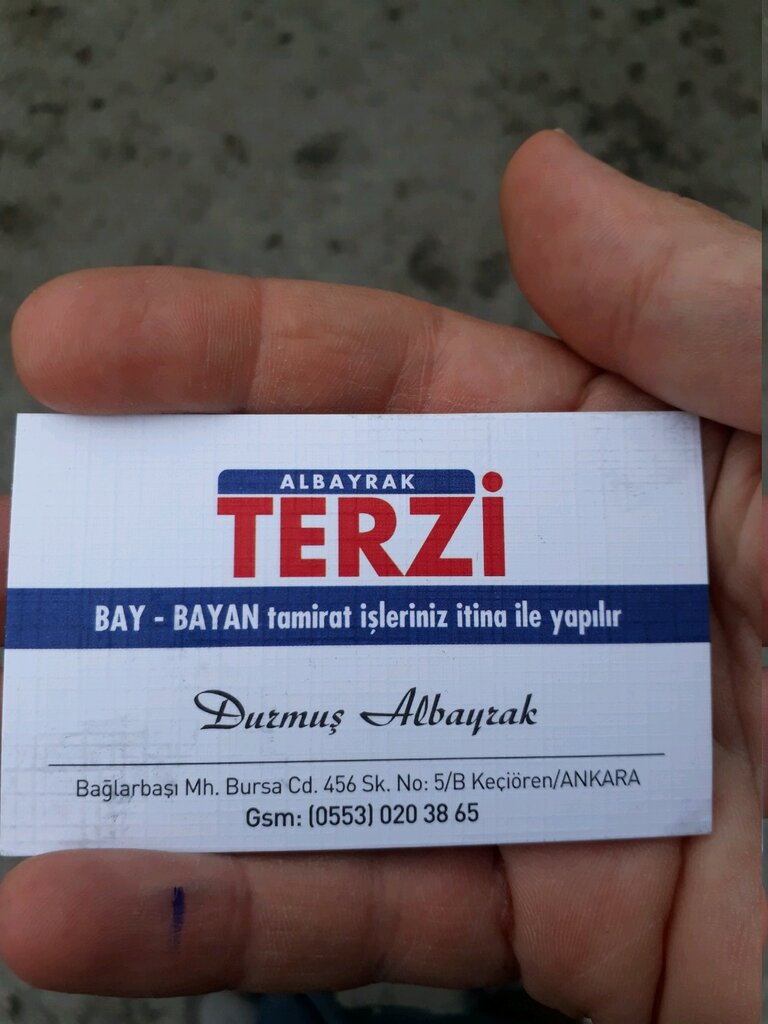 ALBAYRAK
TERZİ
BAY - BAYAN tamirat işleriniz itina ile yapılır
Durmuş Albayrak
Bağlarbaşı Mh. Bursa Cd. 456 Sk. No: 5/B Keçiören/ANKARA
Gsm: (0553) 020 38 65